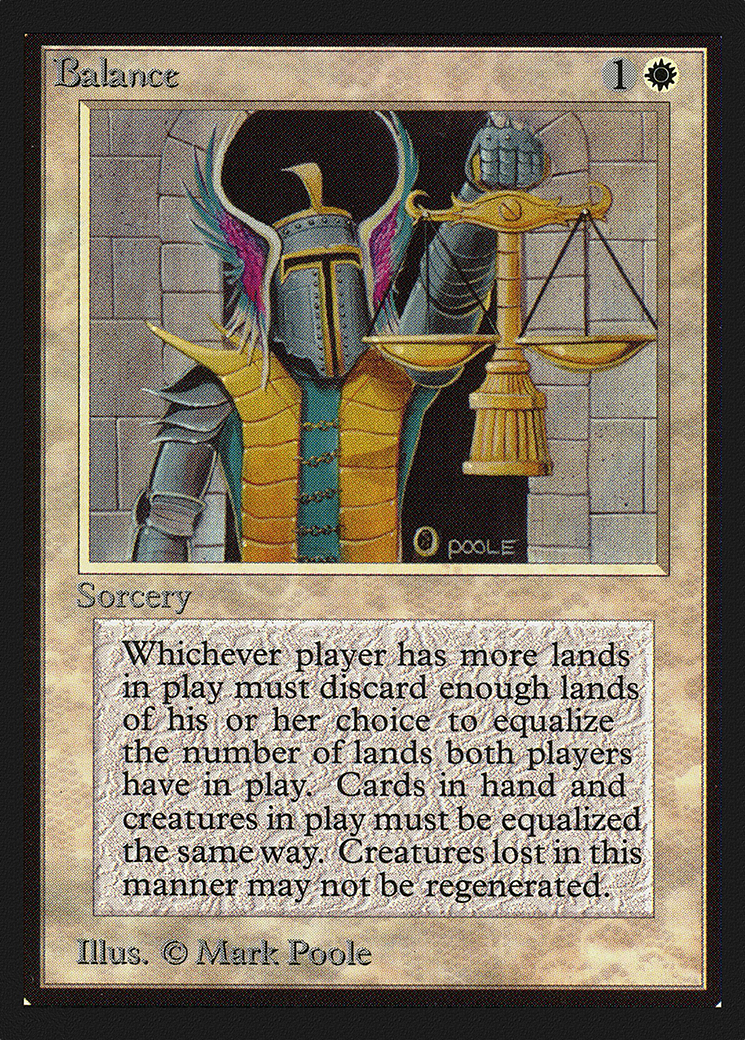 Balance 1
POOLE
Sorcery
Whichever player has more lands
in play must discard enough lands
of his or her choice to equalize
the number of lands both players
have in play. Cards in hand and
creatures in play must be equalized
the same way. Creatures lost in this
manner may not be regenerated.
Illus. © Mark Poole